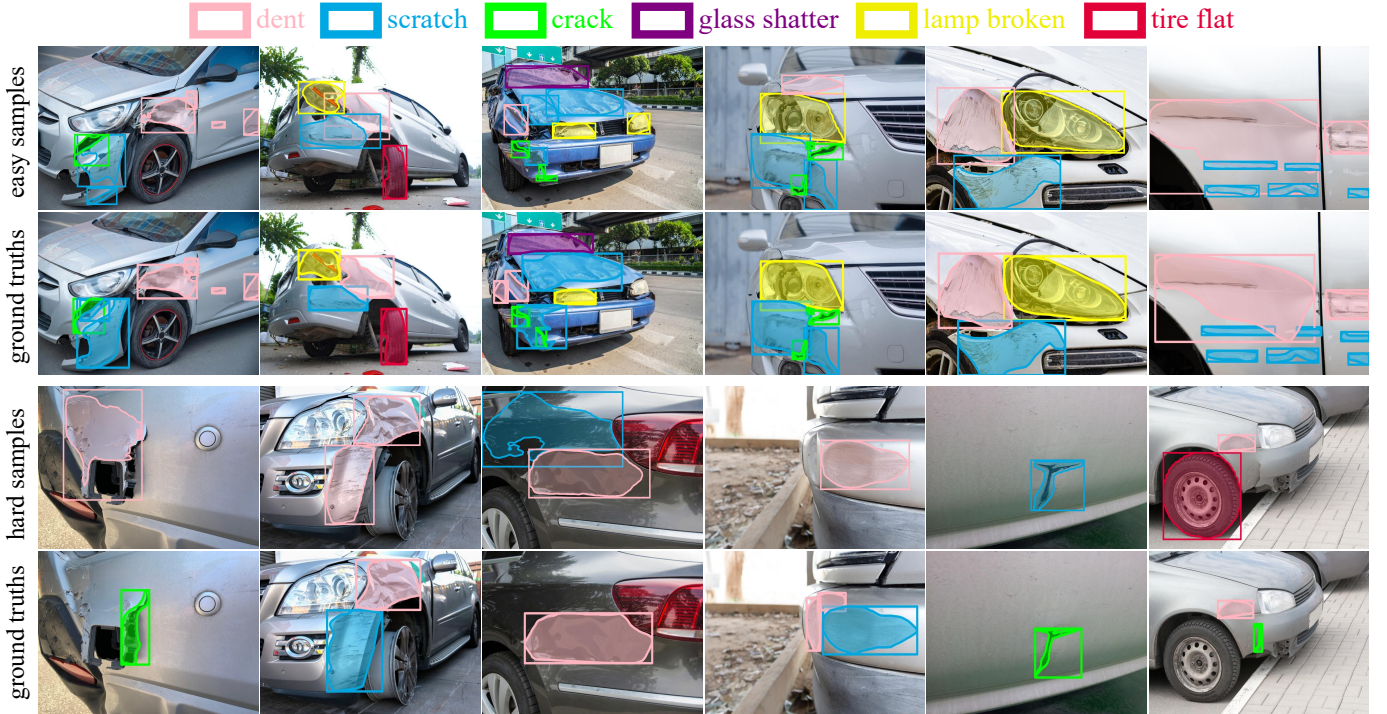 dent scratch crack glass shatter lamp broken tire flat
easy samples
ground truths
hard samples
ground truths